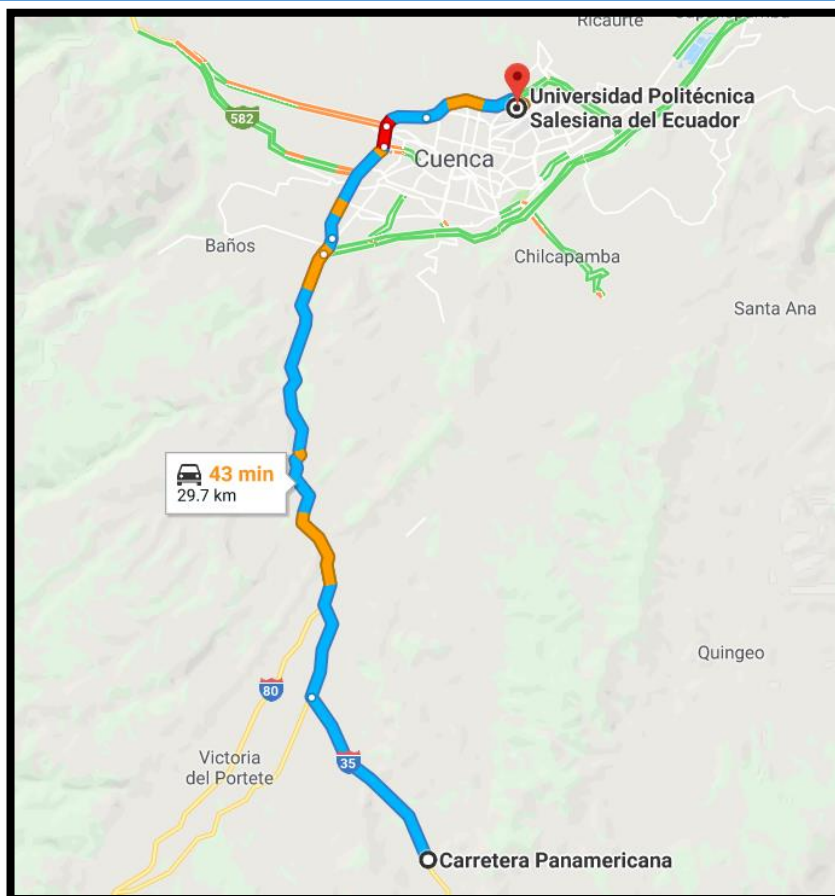 Ricaurte
Universidad Politécnica
Salesiana del Ecuador
582
Cuenca
Baños
Chilcapamba
Santa Ana
43 min
29.7 km
Quingeo
80
Victoria
del Portete
35
Carretera Panamericana